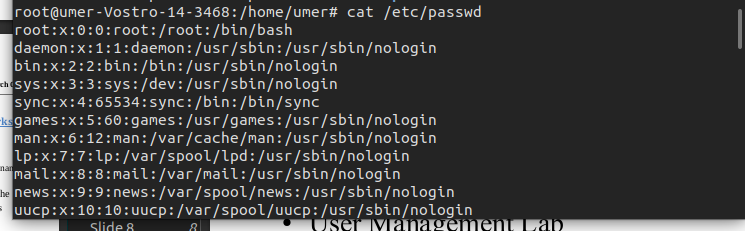 root@umer-Vostro-14-3468:/home/umer# cat /etc/passwd
root:x:0:0:root:/root:/bin/bash
daemon:x:1:1:daemon:/usr/sbin:/usr/sbin/nologin
bin:x:2:2:bin:/bin:/usr/sbin/nologin
sys:x:3:3:sys:/dev:/usr/sbin/nologin
sync:x:4:65534:sync:/bin:/bin/sync
games:x:5:60:games:/usr/games:/usr/sbin/nologin
man:x:6:12:man:/var/cache/man:/usr/sbin/nologin
lp:x:7:7:lp:/var/spool/lpd:/usr/sbin/nologin
mail:x:8:8:mail:/var/mail:/usr/sbin/nologin
news:x:9:9:news:/var/spool/news:/usr/sbin/nologin
uucp:x:10:10:uucp:/var/spool/uucp:/usr/sbin/nologin
Slide 8 8
• User Management Lab